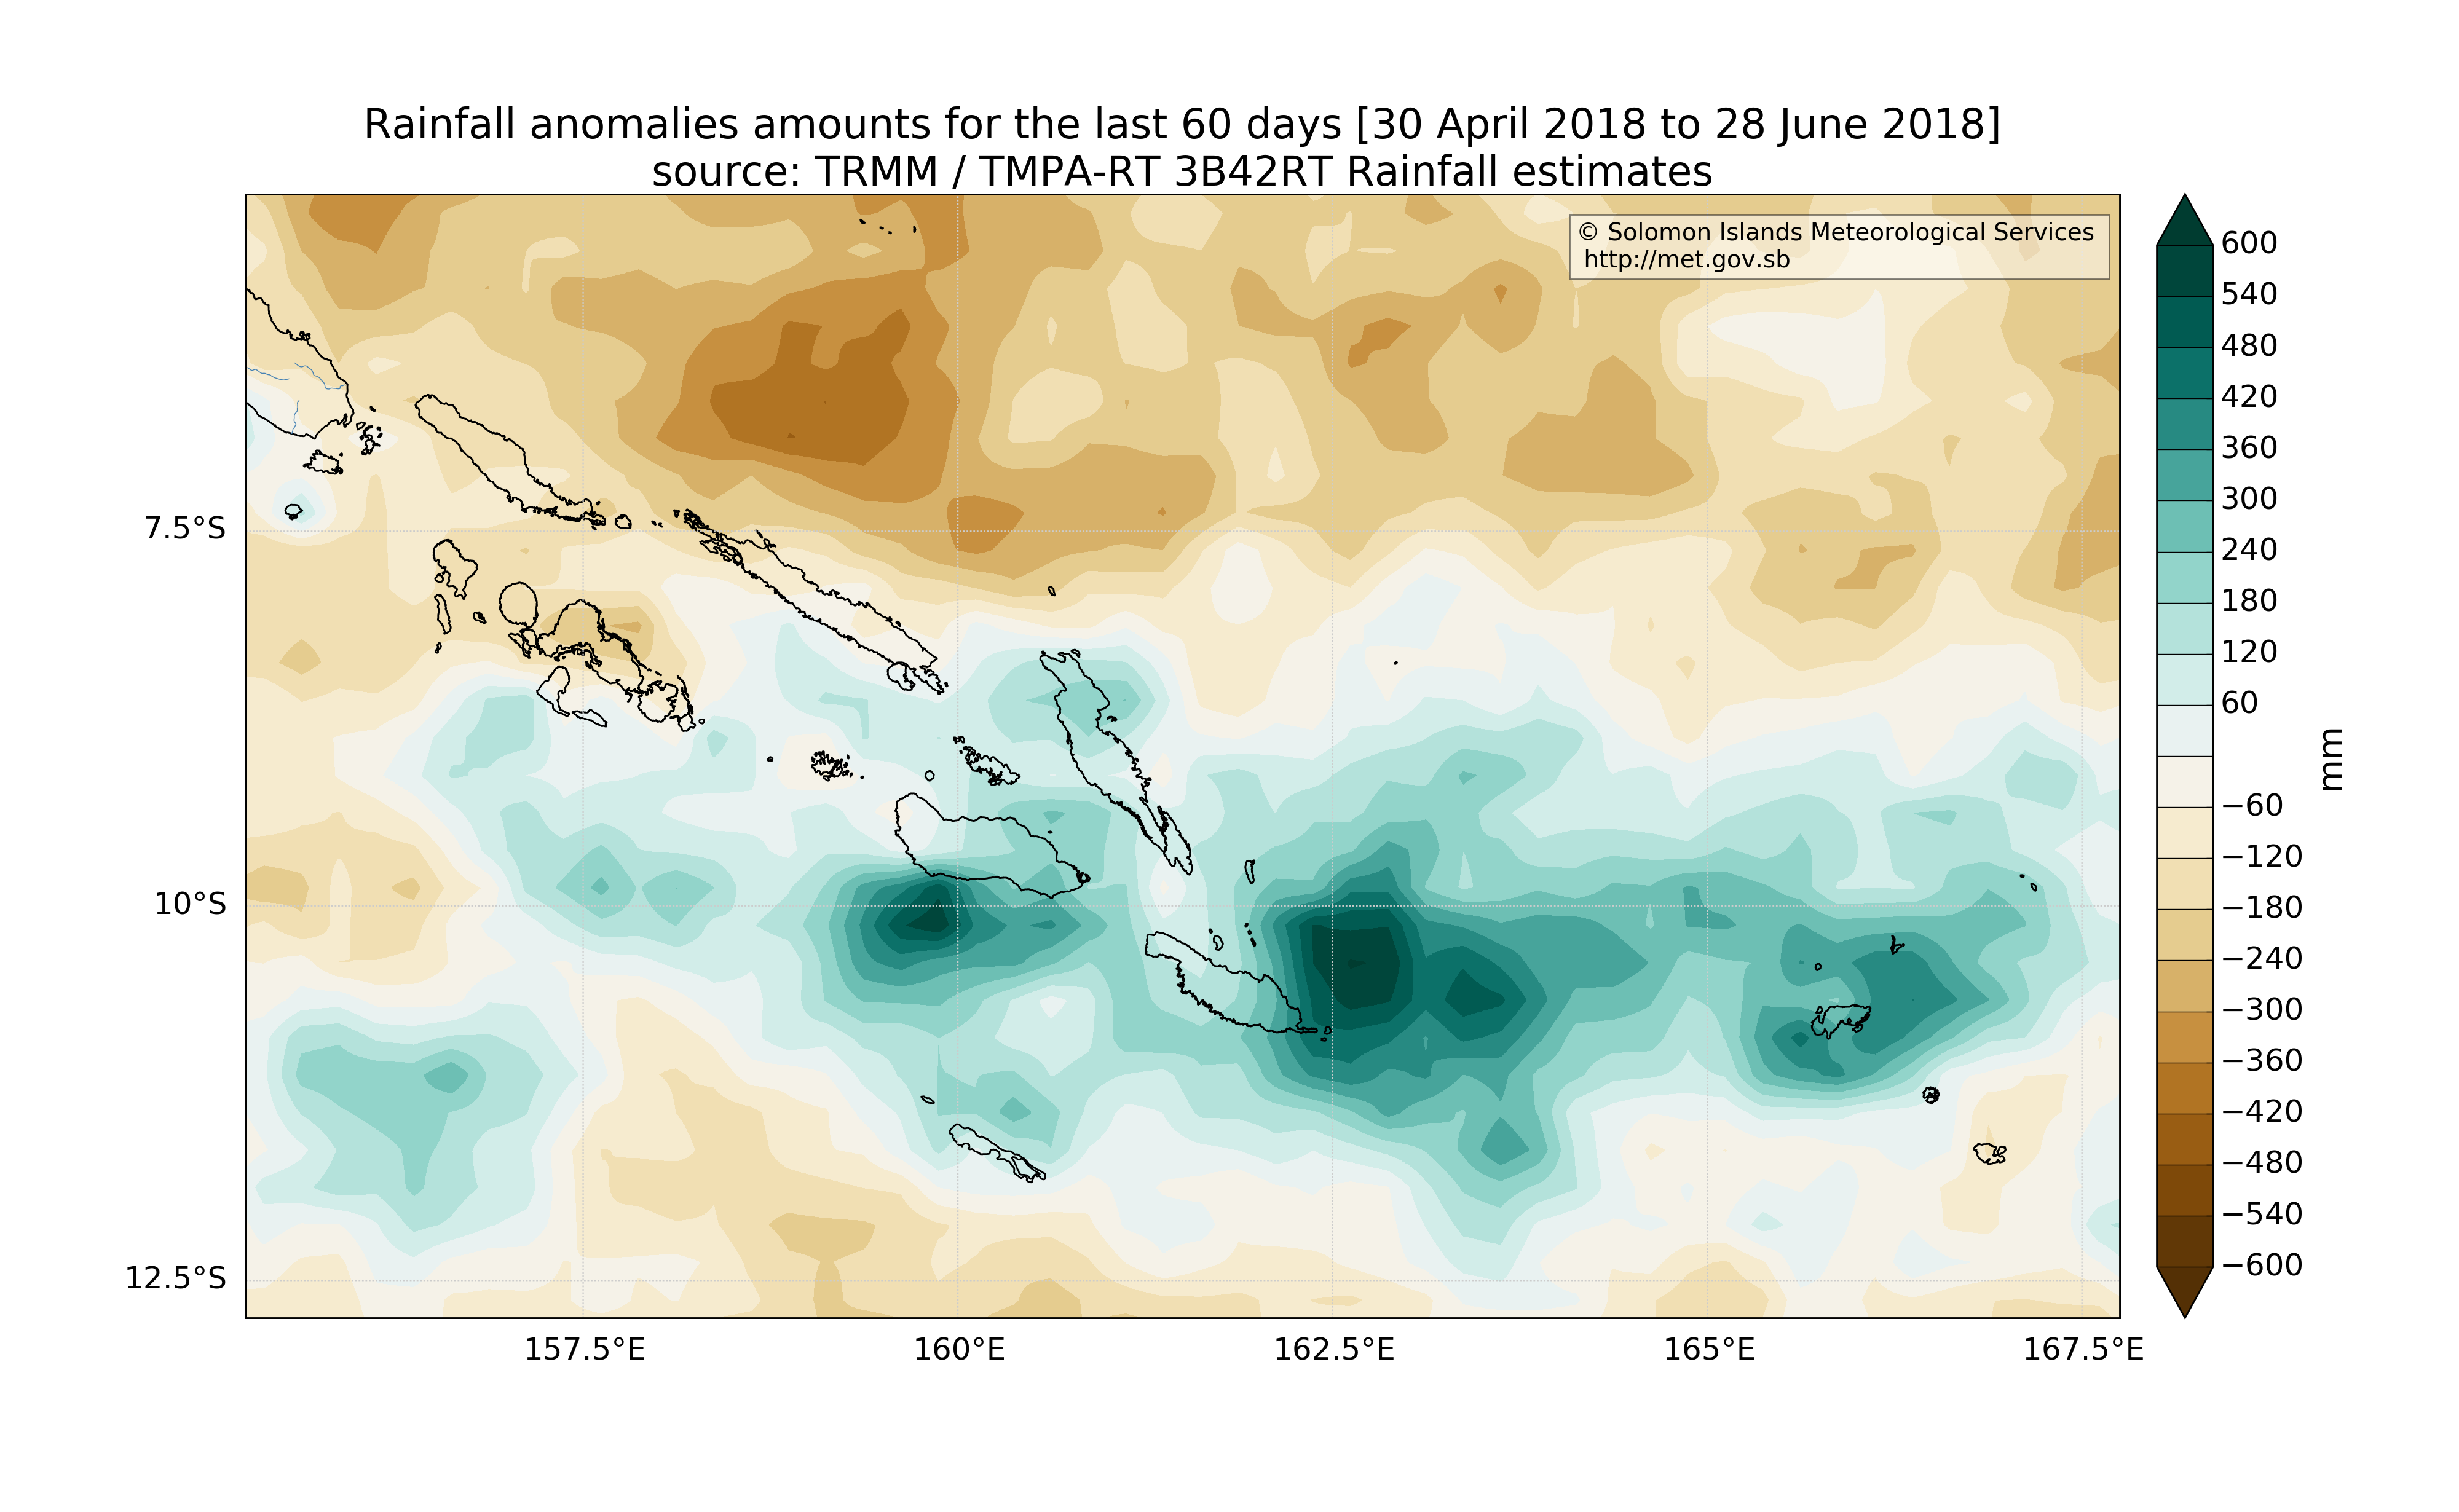 Rainfall anomalies amounts for the last 60 days [30 April 2018 to 28 June 2018]
source: TRMM / TMPA-RT 3B42RT Rainfall estimates
© Solomon Islands Meteorological Services
http://met.gov.sb
7.5°S
10°S
12.5°S
157.5°E
160°E
162.5°E
165°E
167.5°E
600
540
480
420
360
300
240
180
120
60
−60
−120
−180
−240
−300
−360
−420
−480
−540
−600
mm